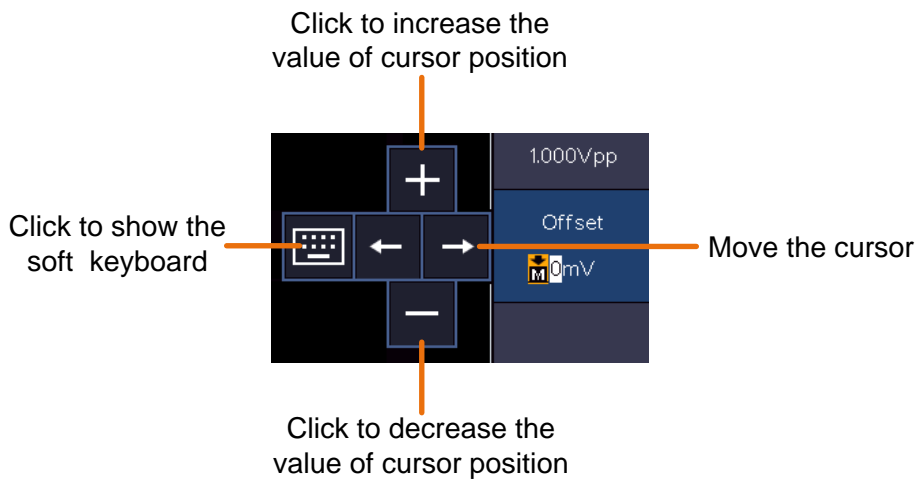 Click to increase the
value of cursor position
1.000Vpp
+
Click to show the
soft keyboard
← →
Offset
M 0mV
Move the cursor
−
Click to decrease the
value of cursor position